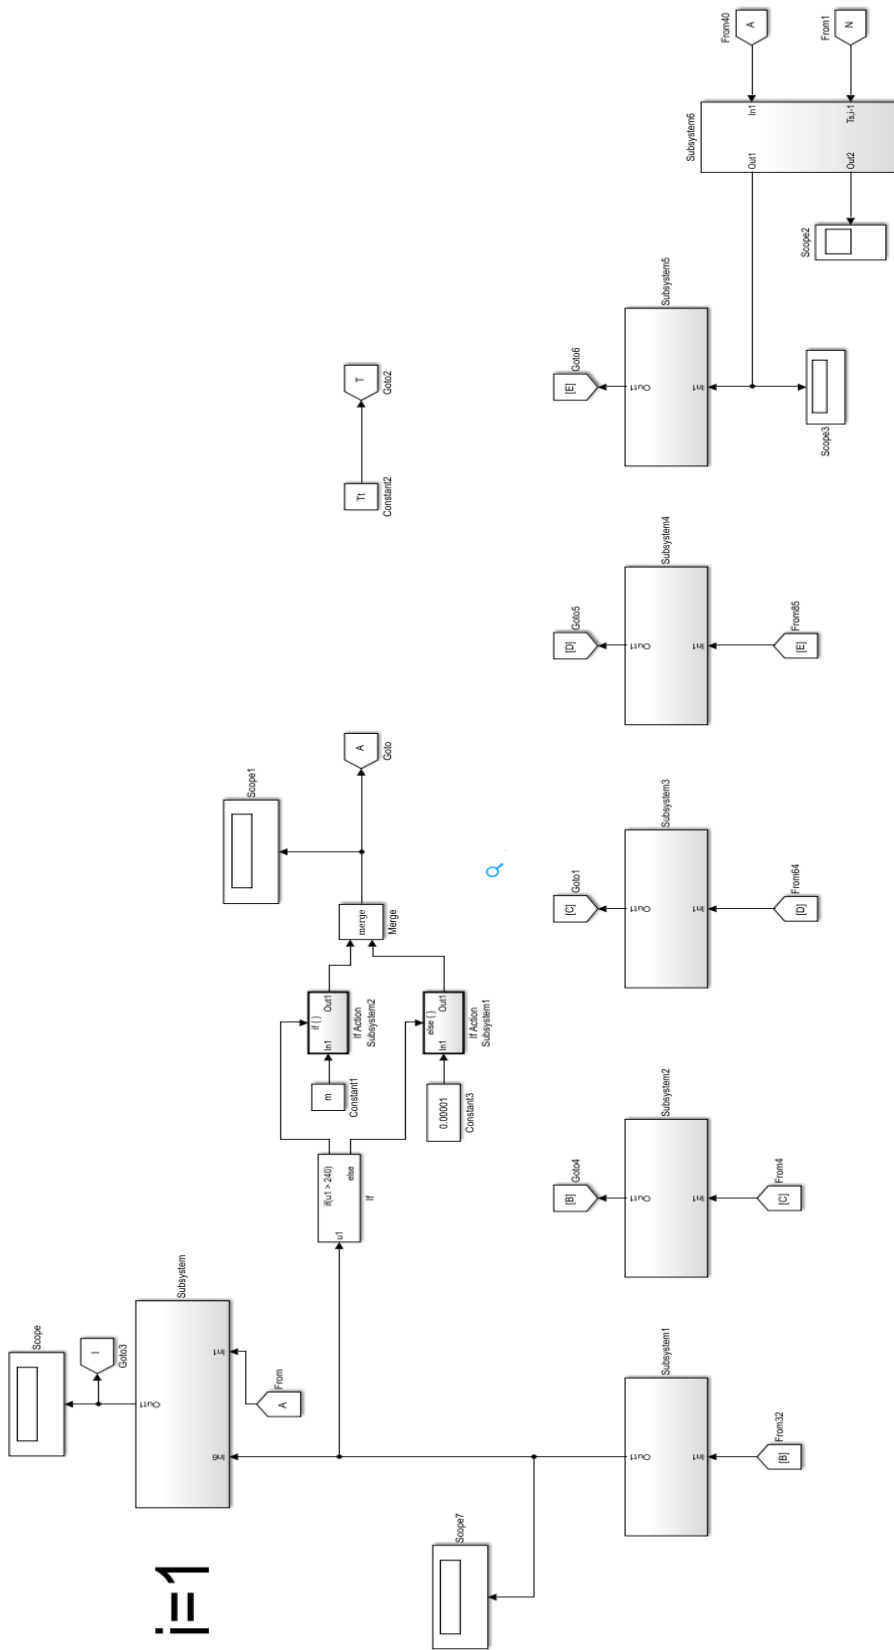 From40
A
From1
N
Subsystem6
In1
Ts,i-1
Out1
Out2
Scope2
Subsystem5
Goto6
[E]
Out1
In1
Scope3
T
Goto2
Tt
Constant2
Subsystem4
Goto5
[D]
Out1
In1
From85
[E]
Scope1
A
Goto
merge
Merge
if { }
In1
Out1
If Action
Subsystem2
else { }
In1
Out1
If Action
Subsystem1
m
Constant1
0.00001
Constant3
u1
if(u1 > 240)
else
If
Subsystem3
Goto1
[C]
Out1
In1
From64
[D]
Subsystem2
Goto4
[B]
Out1
In1
From4
[C]
Scope
I
Goto3
Subsystem
Out1
In1
In6
A
From
Subsystem1
Out1
In1
From32
[B]
Scope7
i=1